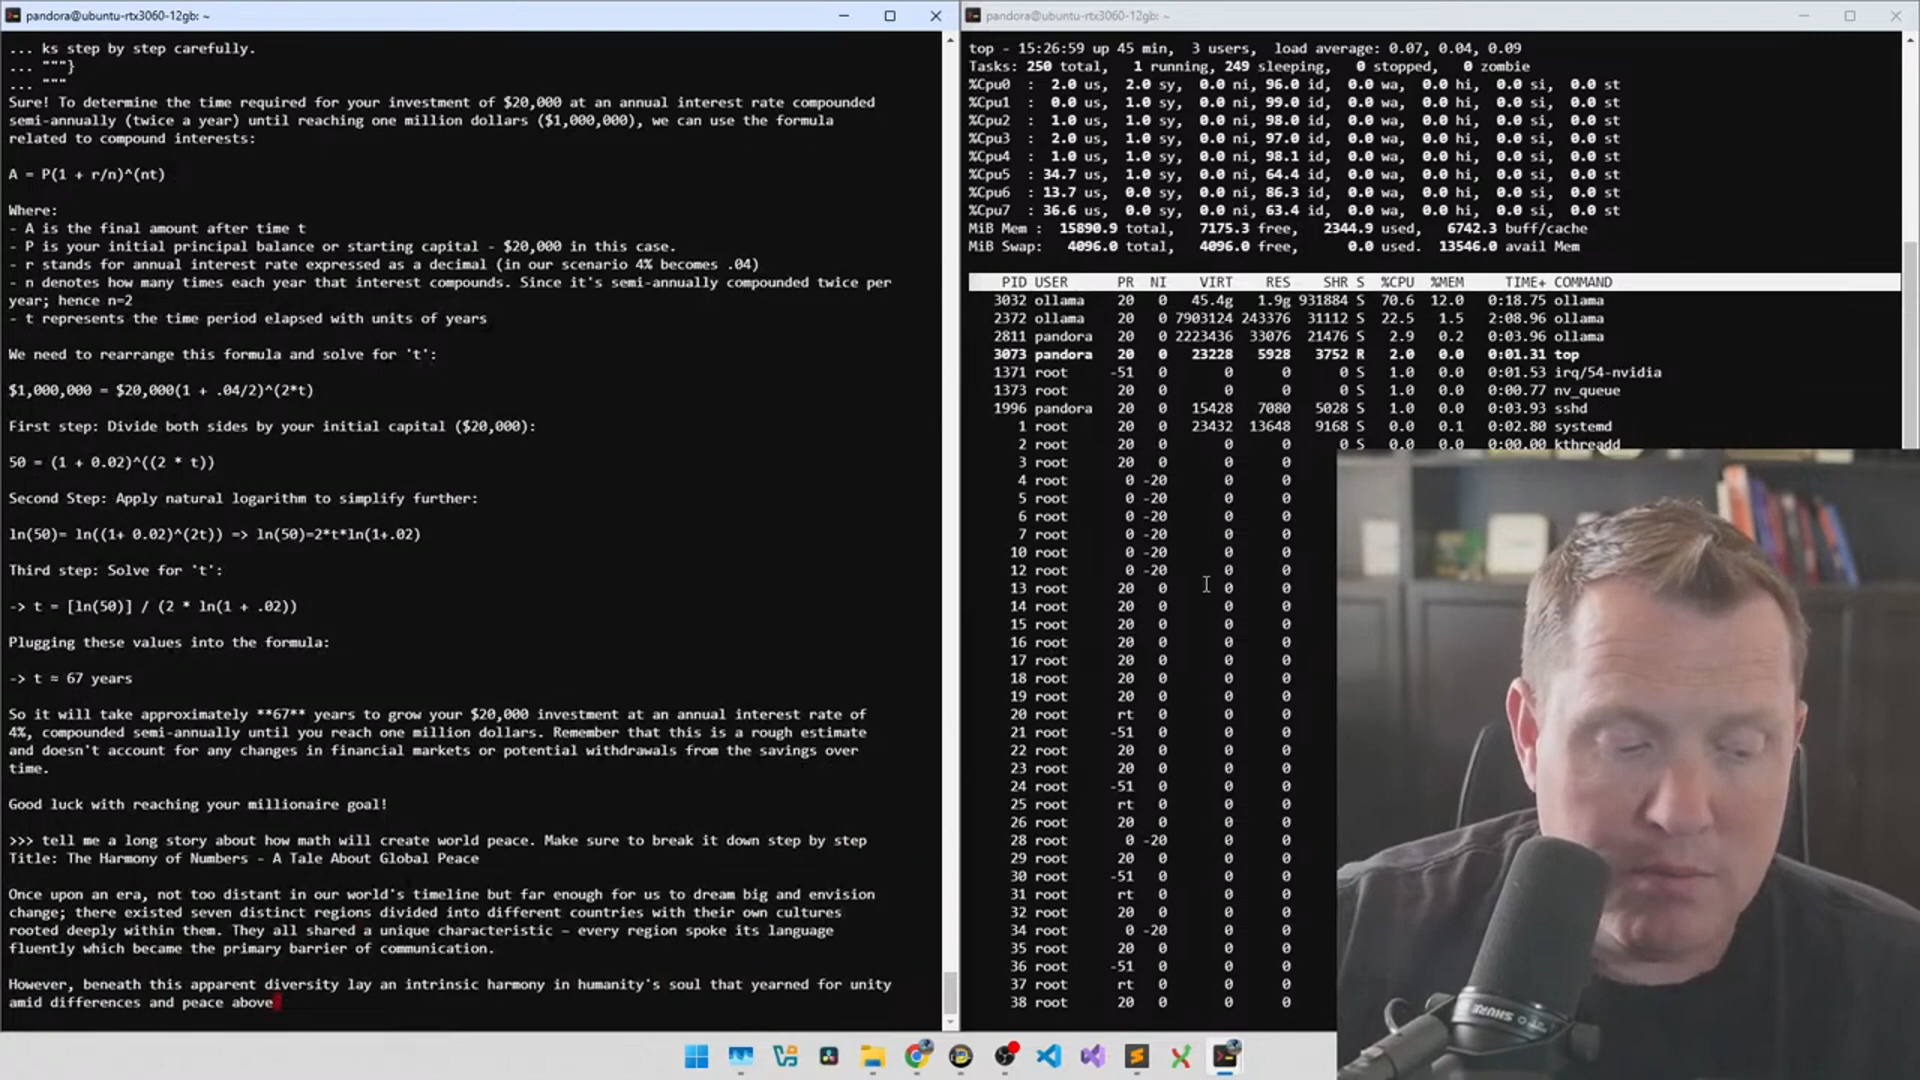 pandora@ubuntu-rtx3060-12gb: ~
... ks step by step carefully.
... """}
... """
Sure! To determine the time required for your investment of $20,000 at an annual interest rate compounded
semi-annually (twice a year) until reaching one million dollars ($1,000,000), we can use the formula
related to compound interests:
A = P(1 + r/n)^(nt)
Where:
- A is the final amount after time t
- P is your initial principal balance or starting capital - $20,000 in this case.
- r stands for annual interest rate expressed as a decimal (in our scenario 4% becomes .04)
- n denotes how many times each year that interest compounds. Since it's semi-annually compounded twice per
year; hence n=2
- t represents the time period elapsed with units of years
We need to rearrange this formula and solve for 't':
$1,000,000 = $20,000(1 + .04/2)^(2*t)
First step: Divide both sides by your initial capital ($20,000):
50 = (1 + 0.02)^((2 * t))
Second Step: Apply natural logarithm to simplify further:
ln(50)= ln((1+ 0.02)^(2t)) => ln(50)=2*t*ln(1+.02)
Third step: Solve for 't':
-> t = [ln(50)] / (2 * ln(1 + .02))
Plugging these values into the formula:
-> t ≈ 67 years
So it will take approximately **67** years to grow your $20,000 investment at an annual interest rate of
4%, compounded semi-annually until you reach one million dollars. Remember that this is a rough estimate
and doesn't account for any changes in financial markets or potential withdrawals from the savings over
time.
Good luck with reaching your millionaire goal!
>>> tell me a long story about how math will create world peace. Make sure to break it down step by step
Title: The Harmony of Numbers - A Tale About Global Peace
Once upon an era, not too distant in our world's timeline but far enough for us to dream big and envision
change; there existed seven distinct regions divided into different countries with their own cultures
rooted deeply within them. They all shared a unique characteristic – every region spoke its language
fluently which became the primary barrier of communication.
However, beneath this apparent diversity lay an intrinsic harmony in humanity's soul that yearned for unity
amid differences and peace above
pandora@ubuntu-rtx3060-12gb: ~
top - 15:26:59 up 45 min, 3 users, load average: 0.07, 0.04, 0.09
Tasks: 250 total, 1 running, 249 sleeping, 0 stopped, 0 zombie
%Cpu0 : 2.0 us, 2.0 sy, 0.0 ni, 96.0 id, 0.0 wa, 0.0 hi, 0.0 si, 0.0 st
%Cpu1 : 0.0 us, 1.0 sy, 0.0 ni, 99.0 id, 0.0 wa, 0.0 hi, 0.0 si, 0.0 st
%Cpu2 : 1.0 us, 1.0 sy, 0.0 ni, 98.0 id, 0.0 wa, 0.0 hi, 0.0 si, 0.0 st
%Cpu3 : 2.0 us, 1.0 sy, 0.0 ni, 97.0 id, 0.0 wa, 0.0 hi, 0.0 si, 0.0 st
%Cpu4 : 1.0 us, 1.0 sy, 0.0 ni, 98.1 id, 0.0 wa, 0.0 hi, 0.0 si, 0.0 st
%Cpu5 : 34.7 us, 1.0 sy, 0.0 ni, 64.4 id, 0.0 wa, 0.0 hi, 0.0 si, 0.0 st
%Cpu6 : 13.7 us, 0.0 sy, 0.0 ni, 86.3 id, 0.0 wa, 0.0 hi, 0.0 si, 0.0 st
%Cpu7 : 36.6 us, 0.0 sy, 0.0 ni, 63.4 id, 0.0 wa, 0.0 hi, 0.0 si, 0.0 st
MiB Mem : 15890.9 total, 7175.3 free, 2344.9 used, 6742.3 buff/cache
MiB Swap: 4096.0 total, 4096.0 free, 0.0 used. 13546.0 avail Mem
PID USER PR NI VIRT RES SHR S %CPU %MEM TIME+ COMMAND
3032 ollama 20 0 45.4g 1.9g 931884 S 70.6 12.0 0:18.75 ollama
2372 ollama 20 0 7903124 243376 31112 S 22.5 1.5 2:08.96 ollama
2811 pandora 20 0 2223436 33076 21476 S 2.9 0.2 0:03.96 ollama
3073 pandora 20 0 23228 5928 3752 R 2.0 0.0 0:01.31 top
1371 root -51 0 0 0 0 S 1.0 0.0 0:01.53 irq/54-nvidia
1373 root 20 0 0 0 0 S 1.0 0.0 0:00.77 nv_queue
1996 pandora 20 0 15428 7080 5028 S 1.0 0.0 0:03.93 sshd
1 root 20 0 23432 13648 9168 S 0.0 0.1 0:02.80 systemd
2 root 20 0 0 0 0 S 0.0 0.0 0:00.00 kthreadd
3 root 20 0 0 0
4 root 0 -20 0 0
5 root 0 -20 0 0
6 root 0 -20 0 0
7 root 0 -20 0 0
10 root 0 -20 0 0
12 root 0 -20 0 0
13 root 20 0 0 0
14 root 20 0 0 0
15 root 20 0 0 0
16 root 20 0 0 0
17 root 20 0 0 0
18 root 20 0 0 0
19 root 20 0 0 0
20 root rt 0 0 0
21 root -51 0 0 0
22 root 20 0 0 0
23 root 20 0 0 0
24 root -51 0 0 0
25 root rt 0 0 0
26 root 20 0 0 0
28 root 0 -20 0 0
29 root 20 0 0 0
30 root -51 0 0 0
31 root rt 0 0 0
32 root 20 0 0 0
34 root 0 -20 0 0
35 root 20 0 0 0
36 root -51 0 0 0
37 root rt 0 0 0
38 root 20 0 0 0
SHURE